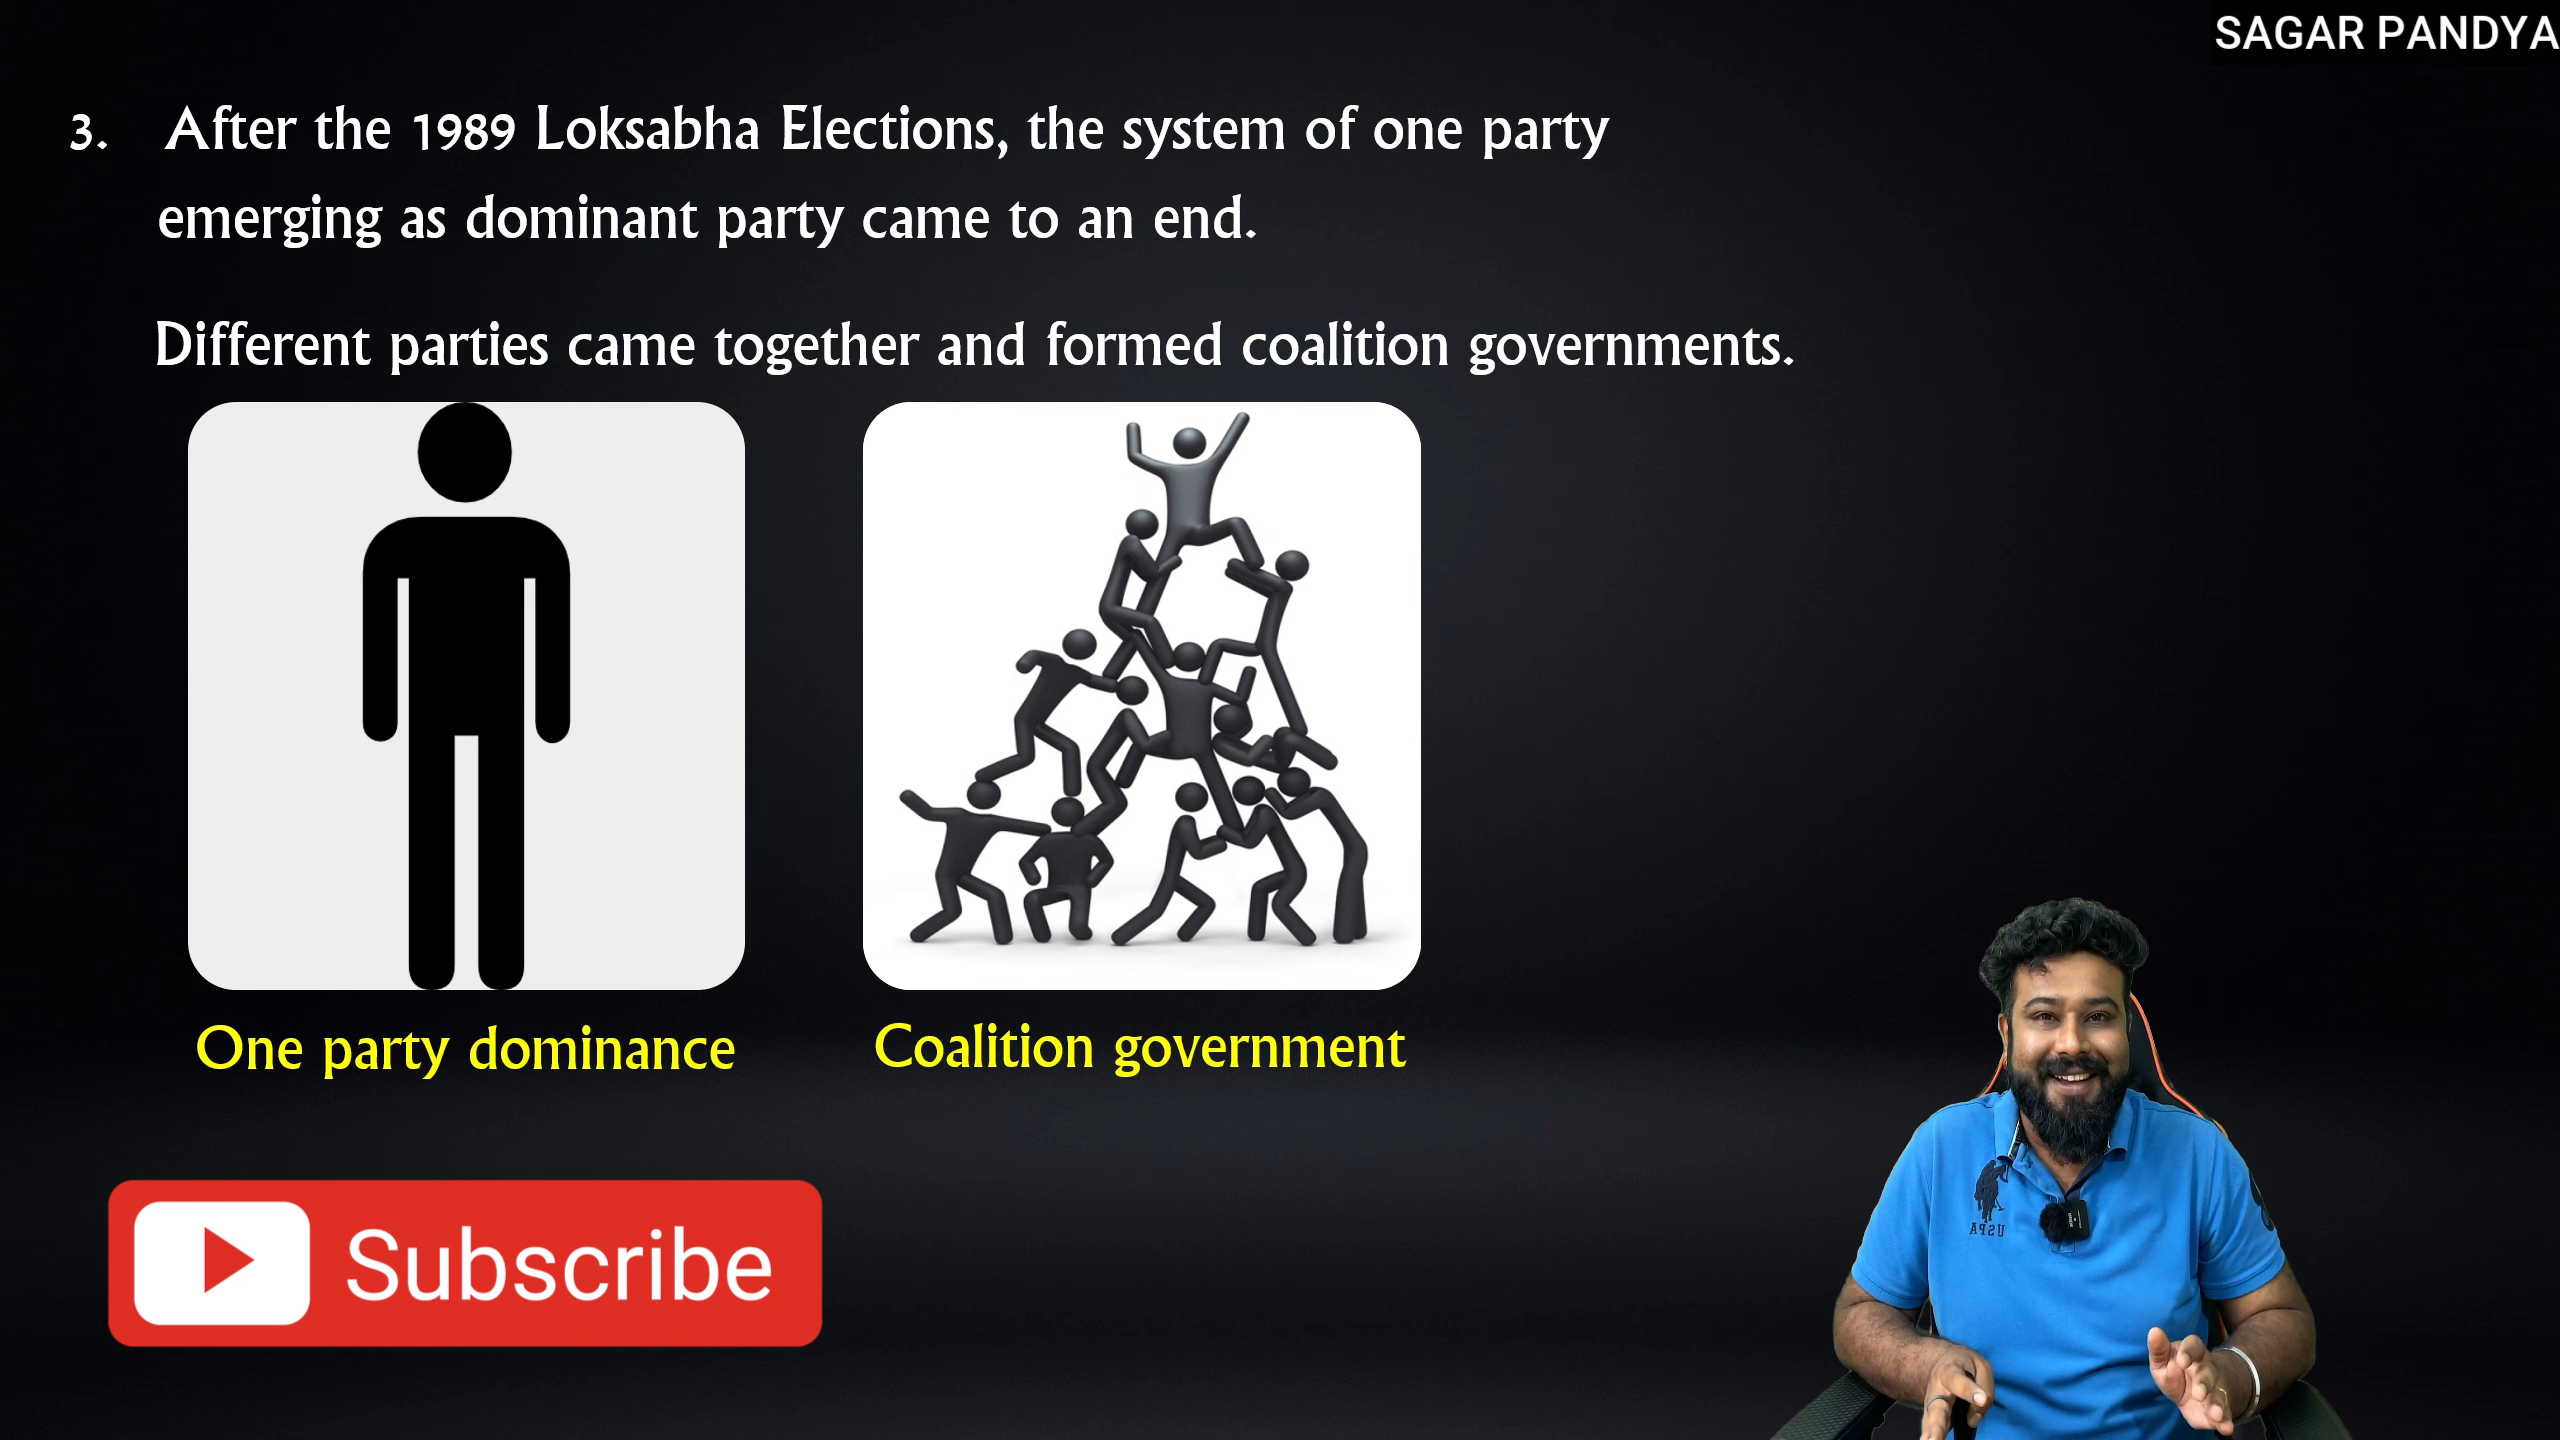 SAGAR PANDYA
3. After the 1989 Loksabha Elections, the system of one party
emerging as dominant party came to an end.
Different parties came together and formed coalition governments.
One party dominance
Coalition government
Subscribe
USPA